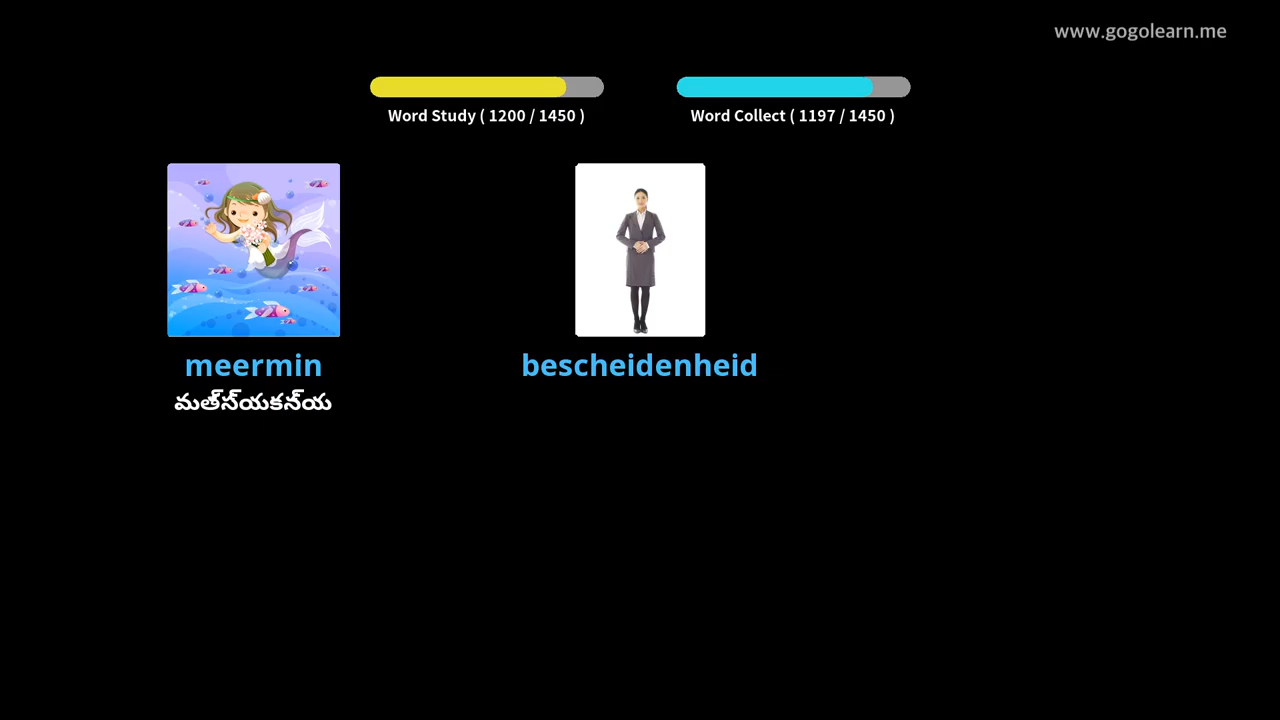 www.gogolearn.me
Word Study ( 1200 / 1450 )
Word Collect ( 1197 / 1450 )
meermin
bescheidenheid
మత్‌స్‌యకన్‌య